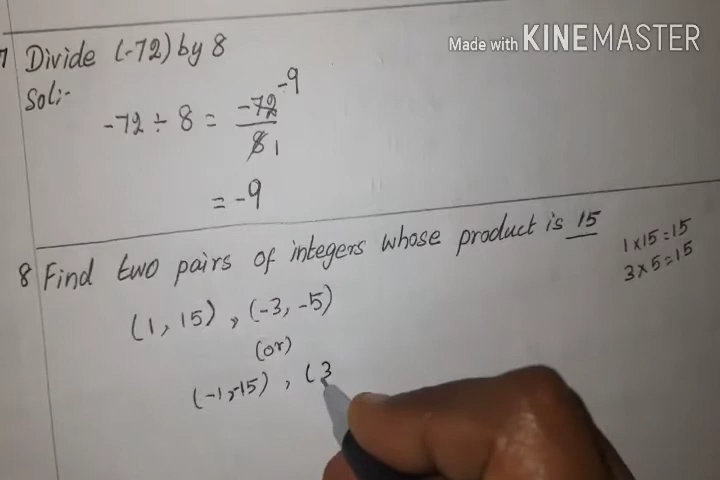 Made with KINEMASTER
7 Divide (-72) by 8
Sol:-
-72 ÷ 8 = -72/8 -9 1
= -9
8 Find two pairs of integers whose product is 15
1 x 15 = 15
3 x 5 = 15
(1, 15), (-3, -5)
(or)
(-1, -15), (3